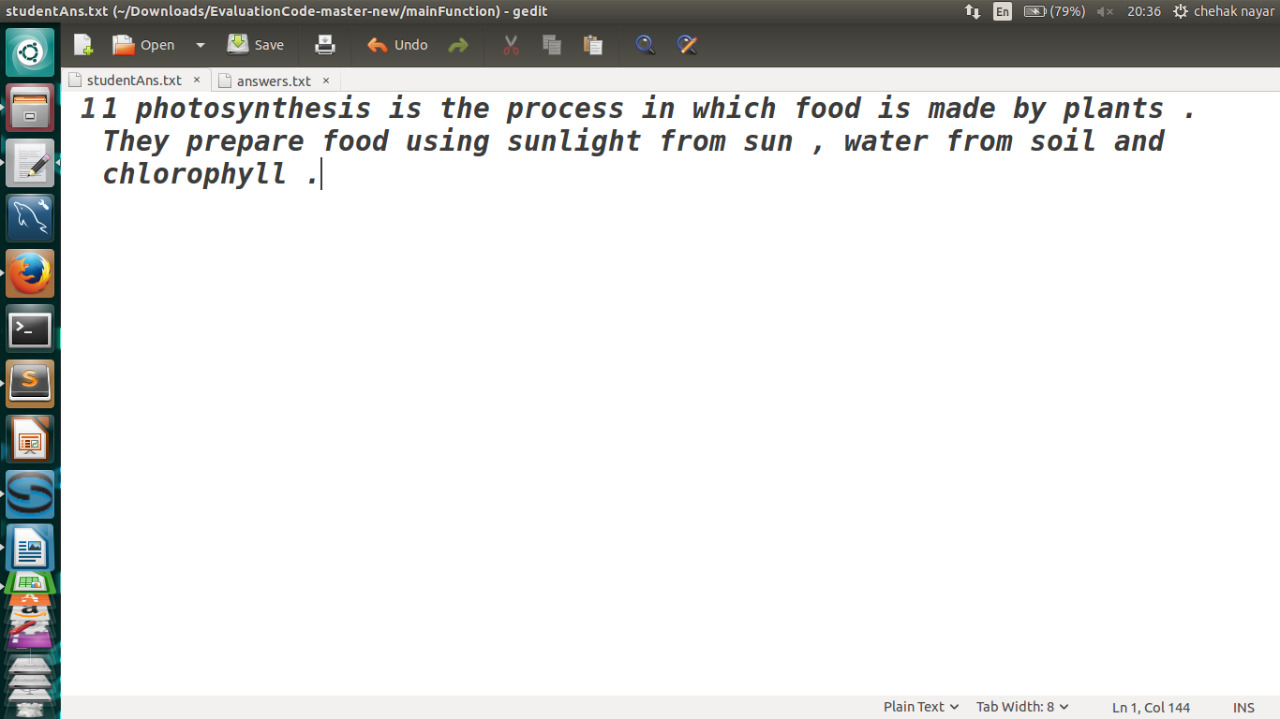 studentAns.txt (~/Downloads/EvaluationCode-master-new/mainFunction) - gedit
En (79%) 20:36 chehak nayar
Open Save Undo
studentAns.txt × answers.txt ×
1 1 photosynthesis is the process in which food is made by plants .
They prepare food using sunlight from sun , water from soil and
chlorophyll .
Plain Text Tab Width: 8 Ln 1, Col 144 INS